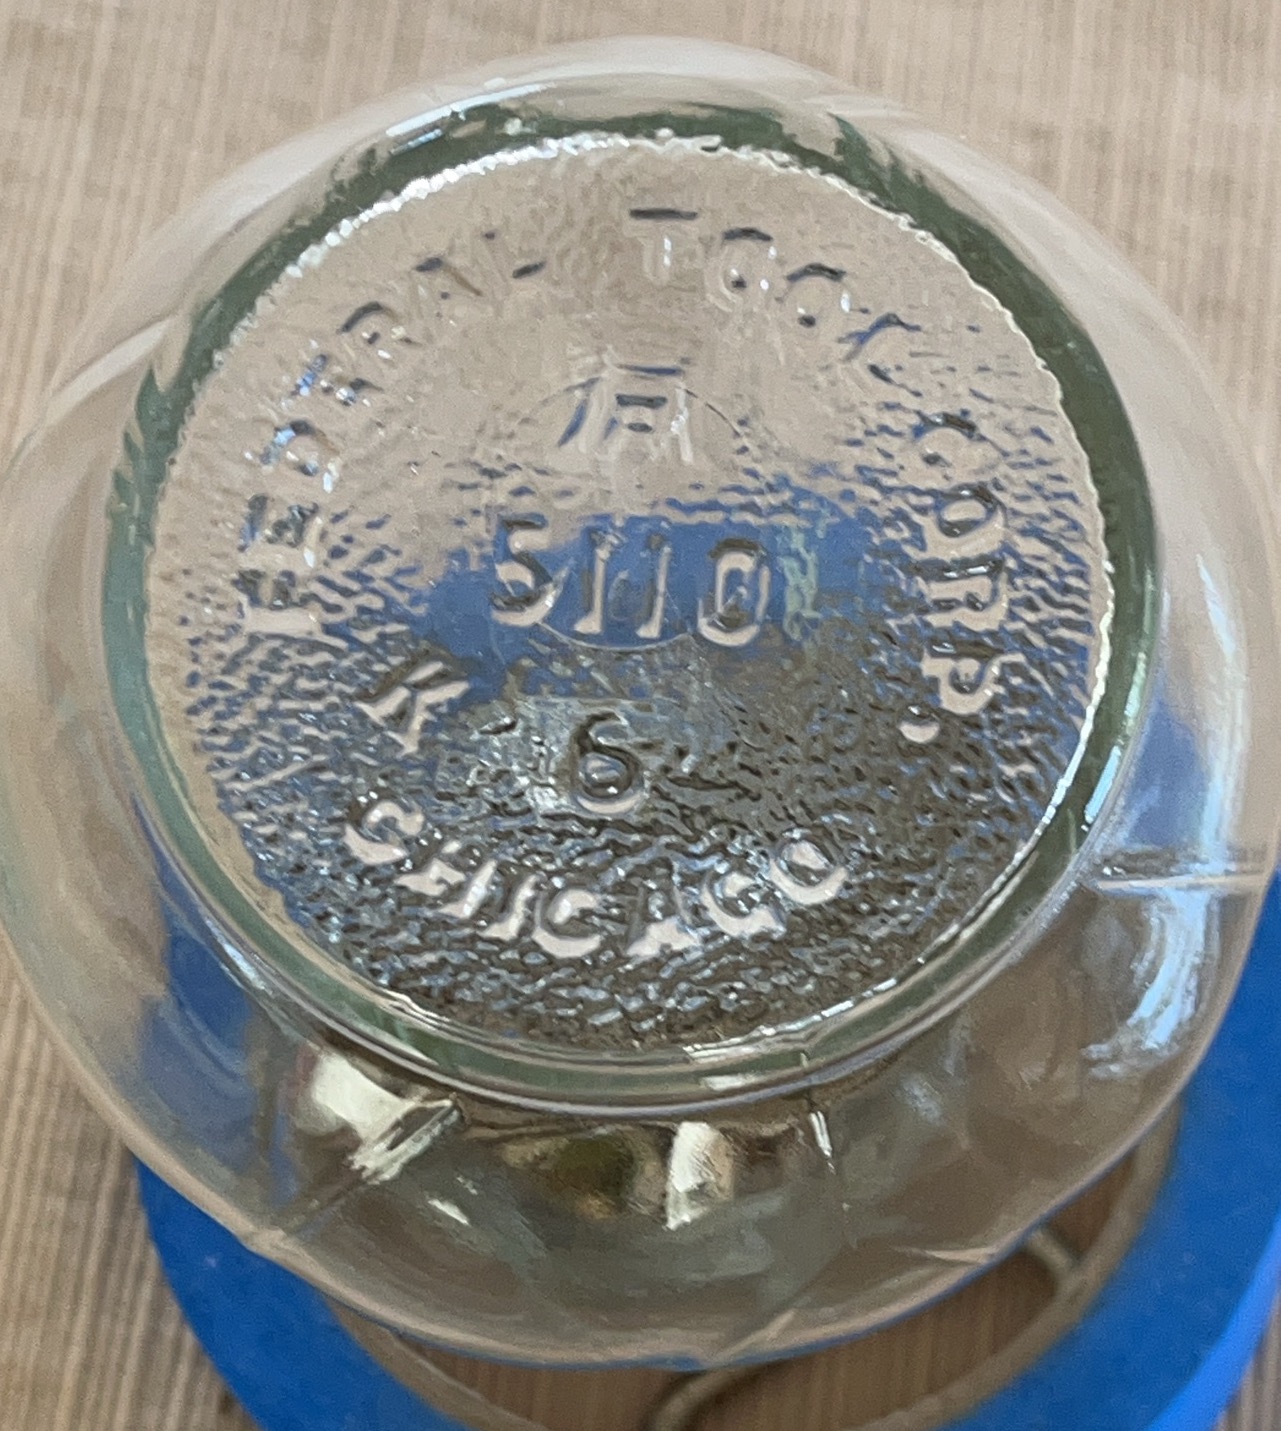 FEDERAL TOOL CORP.
5110
K 6
CHICAGO